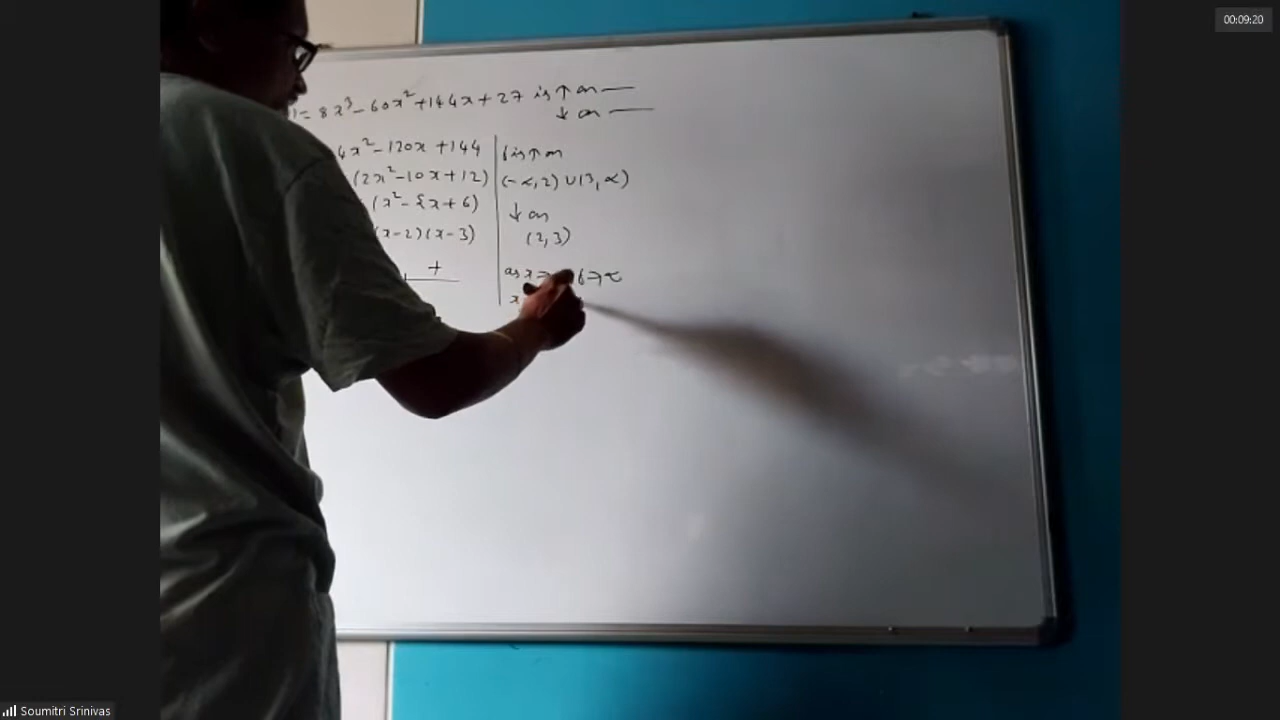 00:09:20
= 8x³ - 60x² + 144x + 27 is ↑ on —
↓ on —
4x² - 120x + 144
(2x² - 10x + 12)
(x² - 5x + 6)
(x-2)(x-3)
+
f is ↑ on
(-∝, 2) ∪ (3, ∝)
↓ on
(2, 3)
as x →
x
Soumitri Srinivas